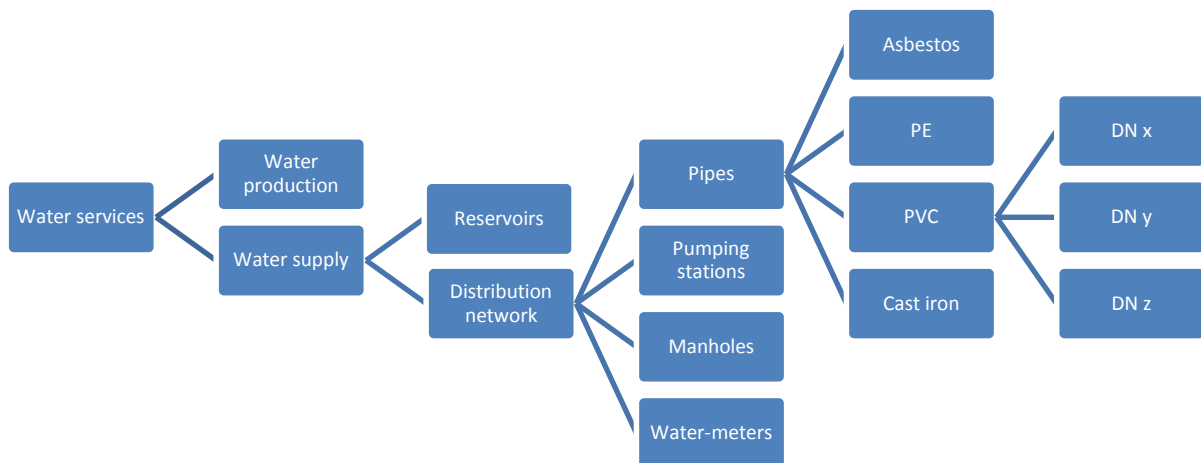 Water services
Water
production
Water supply
Reservoirs
Distribution
network
Pipes
Pumping
stations
Manholes
Water-meters
Asbestos
PE
PVC
Cast iron
DN x
DN y
DN z